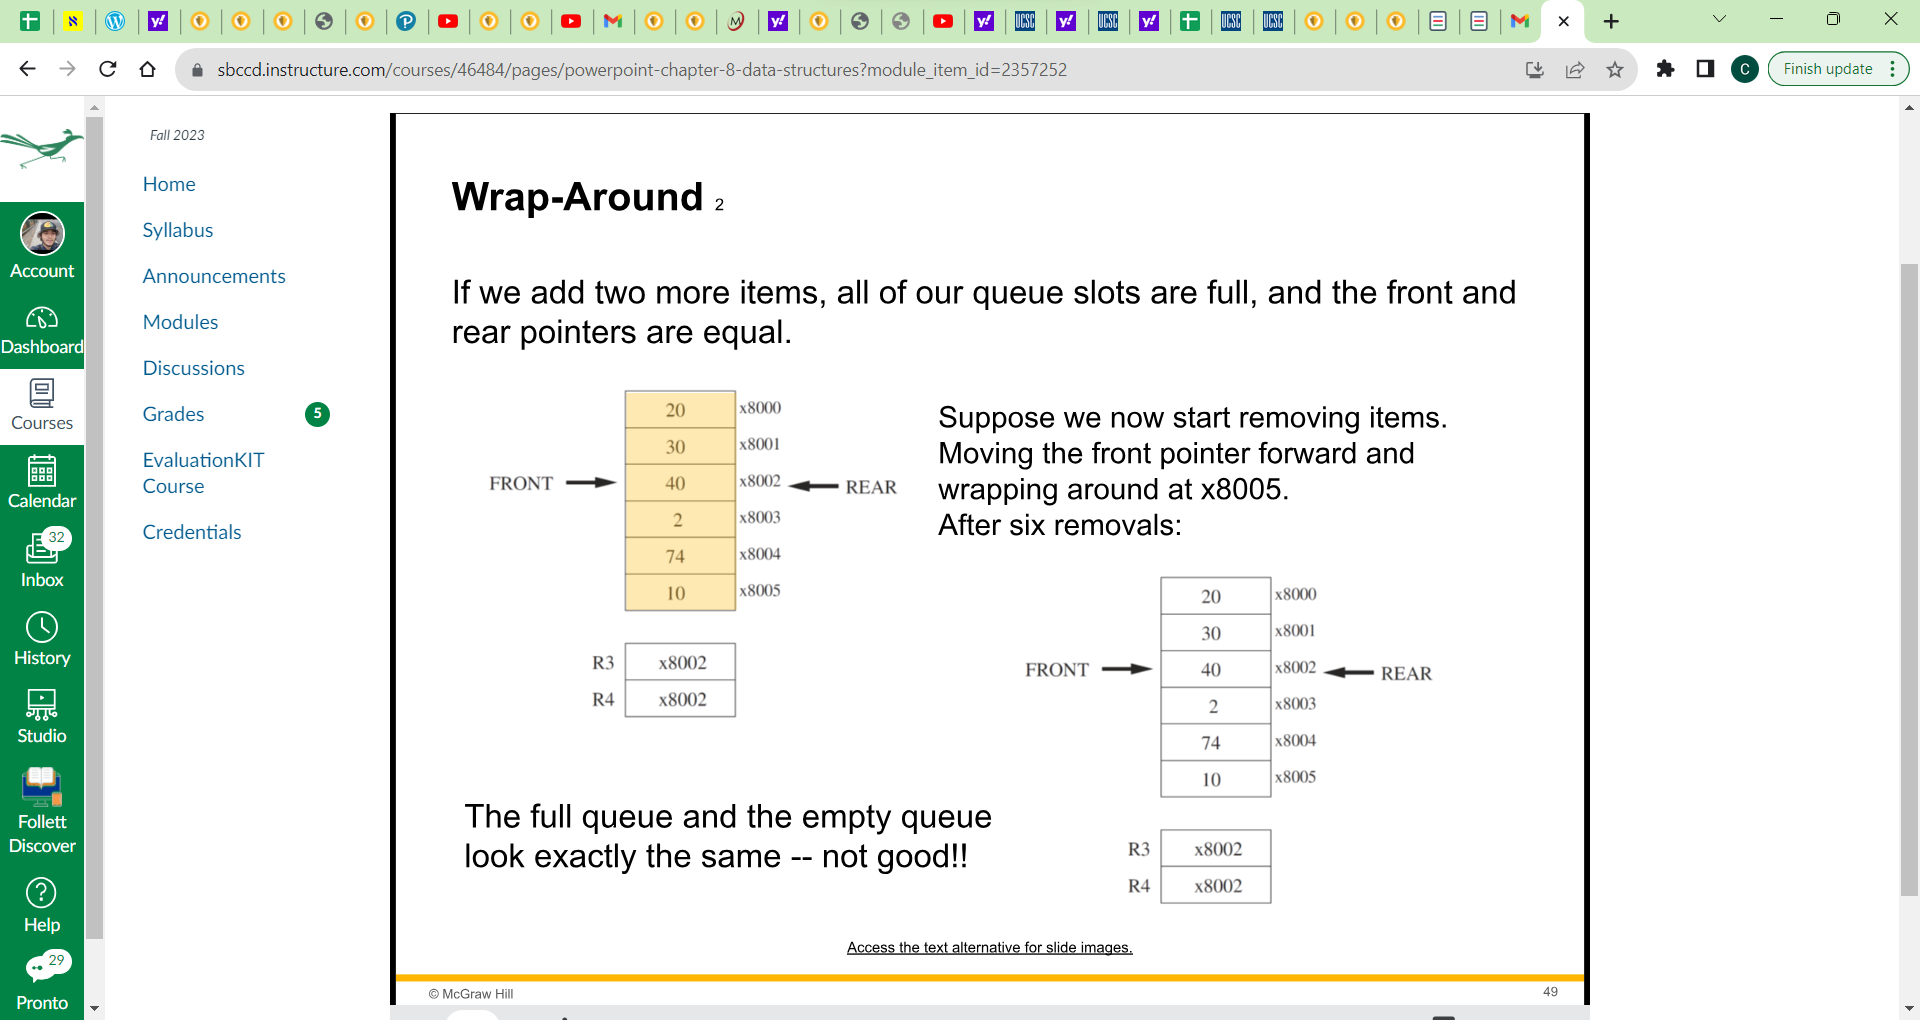 sbccd.instructure.com/courses/46484/pages/powerpoint-chapter-8-data-structures?module_item_id=2357252
C
Finish update
Account
Dashboard
Courses
Calendar
32
Inbox
History
Studio
Follett
Discover
Help
29
Pronto
Fall 2023
Home
Syllabus
Announcements
Modules
Discussions
Grades 5
EvaluationKIT
Course
Credentials
Wrap-Around 2
If we add two more items, all of our queue slots are full, and the front and
rear pointers are equal.
20 x8000
30 x8001
FRONT 40 x8002 REAR
2 x8003
74 x8004
10 x8005
R3 x8002
R4 x8002
Suppose we now start removing items.
Moving the front pointer forward and
wrapping around at x8005.
After six removals:
20 x8000
30 x8001
FRONT 40 x8002 REAR
2 x8003
74 x8004
10 x8005
R3 x8002
R4 x8002
The full queue and the empty queue
look exactly the same -- not good!!
Access the text alternative for slide images.
© McGraw Hill
49